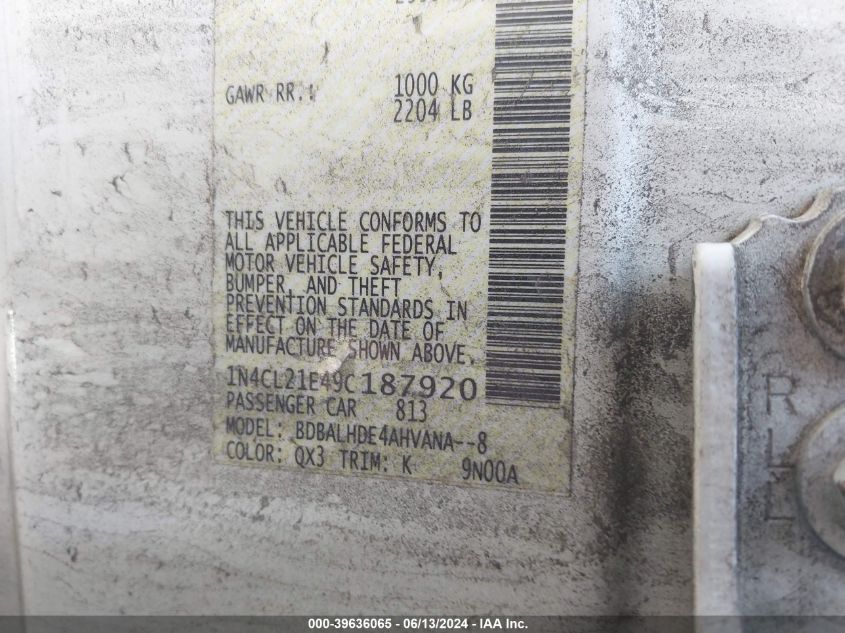 GAWR RR.: 1000 KG
2204 LB
THIS VEHICLE CONFORMS TO
ALL APPLICABLE FEDERAL
MOTOR VEHICLE SAFETY,
BUMPER, AND THEFT
PREVENTION STANDARDS IN
EFFECT ON THE DATE OF
MANUFACTURE SHOWN ABOVE.
1N4CL21E49C187920
PASSENGER CAR 813
MODEL: BDBALHDE4AHVANA--8
COLOR: QX3 TRIM: K 9N00A
R
L
L
000-39636065 - 06/13/2024 - IAA Inc.